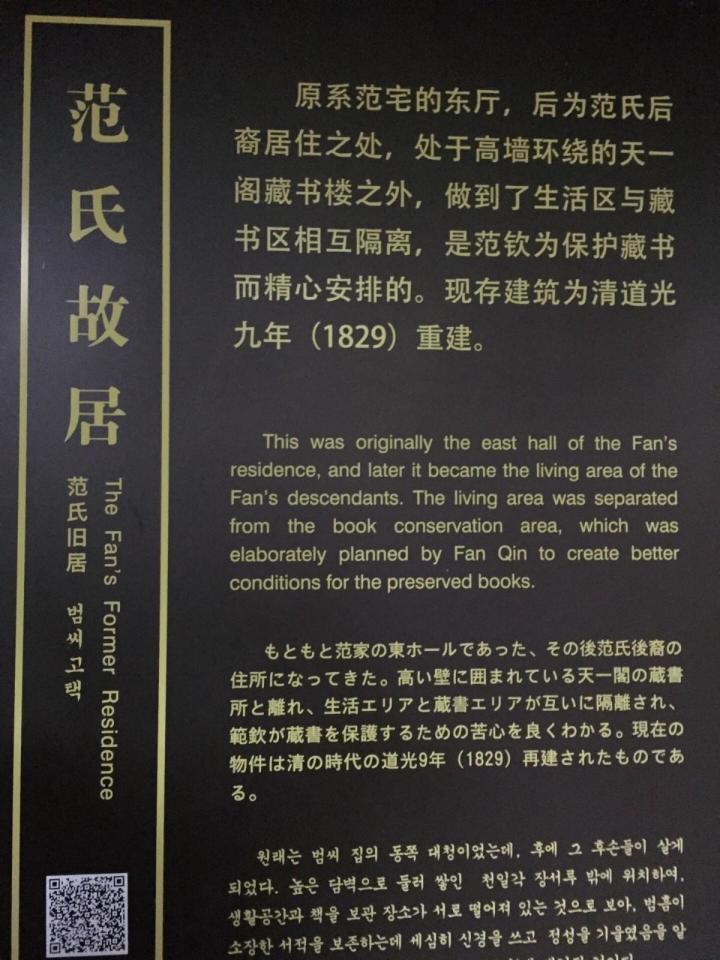 范氏故居
范氏旧居 범씨고택
The Fan's Former Residence
原系范宅的东厅，后为范氏后
裔居住之处，处于高墙环绕的天一
阁藏书楼之外，做到了生活区与藏
书区相互隔离，是范钦为保护藏书
而精心安排的。现存建筑为清道光
九年（1829）重建。
This was originally the east hall of the Fan's
residence, and later it became the living area of the
Fan's descendants. The living area was separated
from the book conservation area, which was
elaborately planned by Fan Qin to create better
conditions for the preserved books.
もともと范家の東ホールであった、その後范氏後裔の
住所になってきた。高い壁に囲まれている天一閣の蔵書
所と離れ、生活エリアと蔵書エリアが互いに隔離され、
範欽が蔵書を保護するための苦心を良くわかる。現在の
物件は清の時代の道光9年（1829）再建されたものであ
る。
원래는 범씨 집의 동쪽 대청이었는데, 후에 그 후손들이 살게
되었다. 높은 담벽으로 둘러 쌓인 천일각 장서루 밖에 위치하여,
생활공간과 책을 보관 장소가 서로 떨어져 있는 것으로 보아, 범흠이
소장한 서적을 보존하는데 세심히 신경을 쓰고 정성을 기울였음을 알